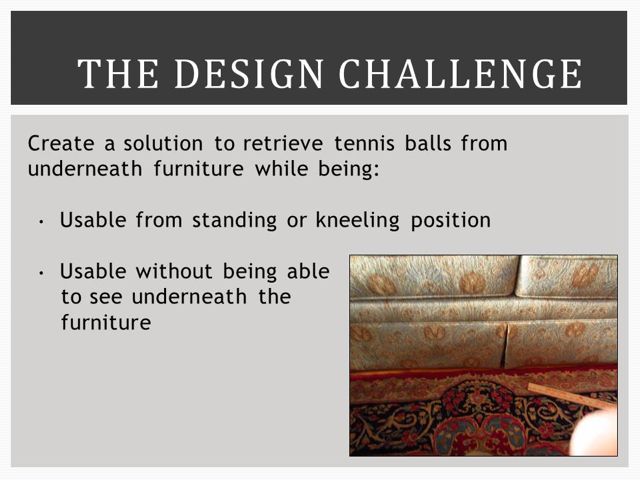 THE DESIGN CHALLENGE
Create a solution to retrieve tennis balls from
underneath furniture while being:
• Usable from standing or kneeling position
• Usable without being able
to see underneath the
furniture